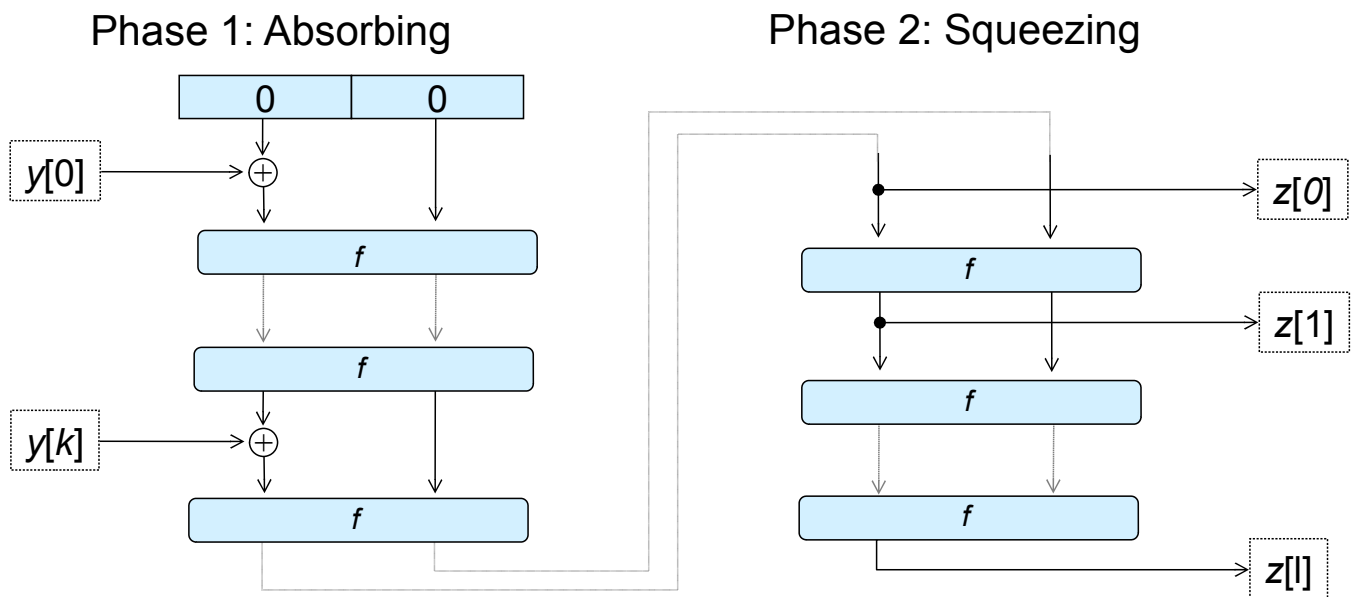 Phase 1: Absorbing
0 0
y[0]
f
f
y[k]
f
Phase 2: Squeezing
z[0]
f
z[1]
f
f
z[l]